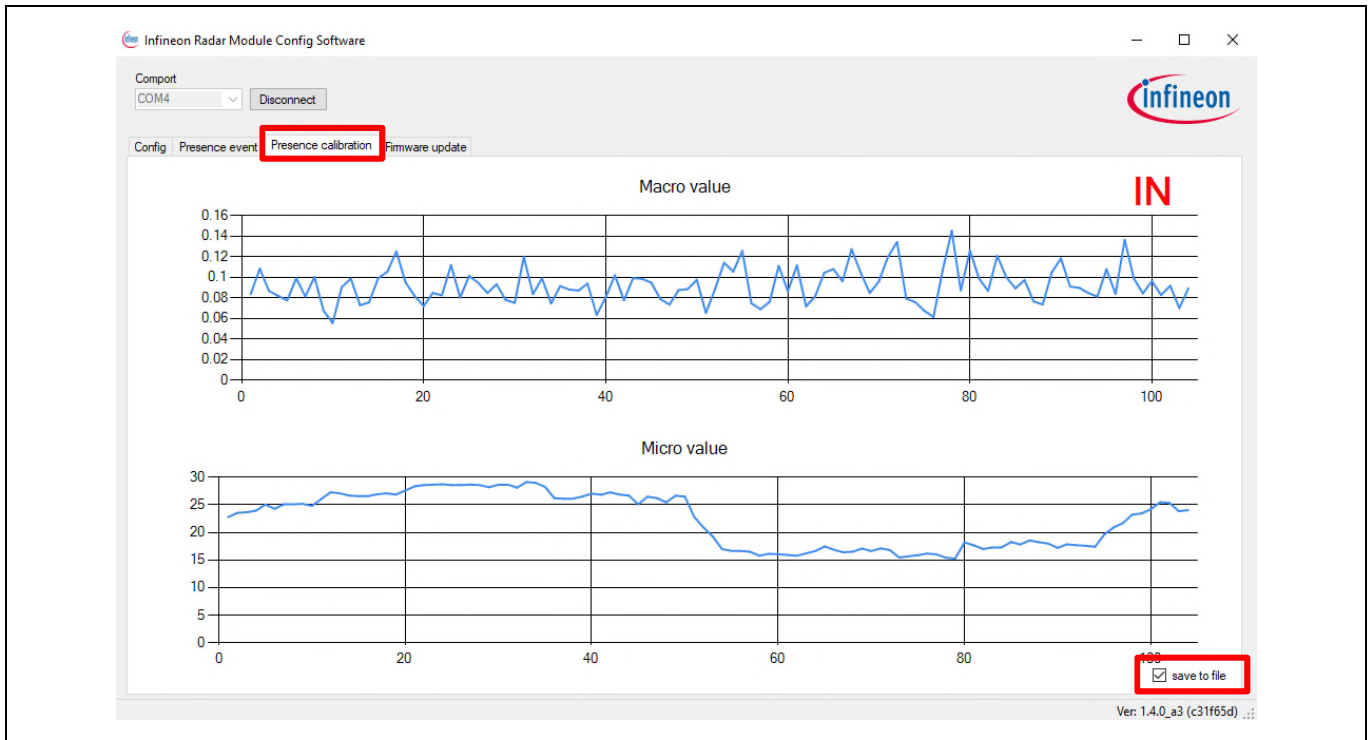 Infineon Radar Module Config Software
Comport
COM4
Disconnect
infineon
Config
Presence event
Presence calibration
Firmware update
Macro value
IN
0.16
0.14
0.12
0.1
0.08
0.06
0.04
0.02
0
0 20 40 60 80 100
Micro value
30
25
20
15
10
5
0
0 20 40 60 80 100
save to file
Ver: 1.4.0_a3 (c31f65d)